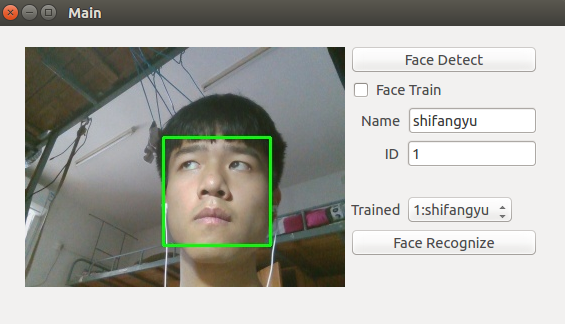 Main
Face Detect
Face Train
Name shifangyu
ID 1
Trained 1:shifangyu
Face Recognize